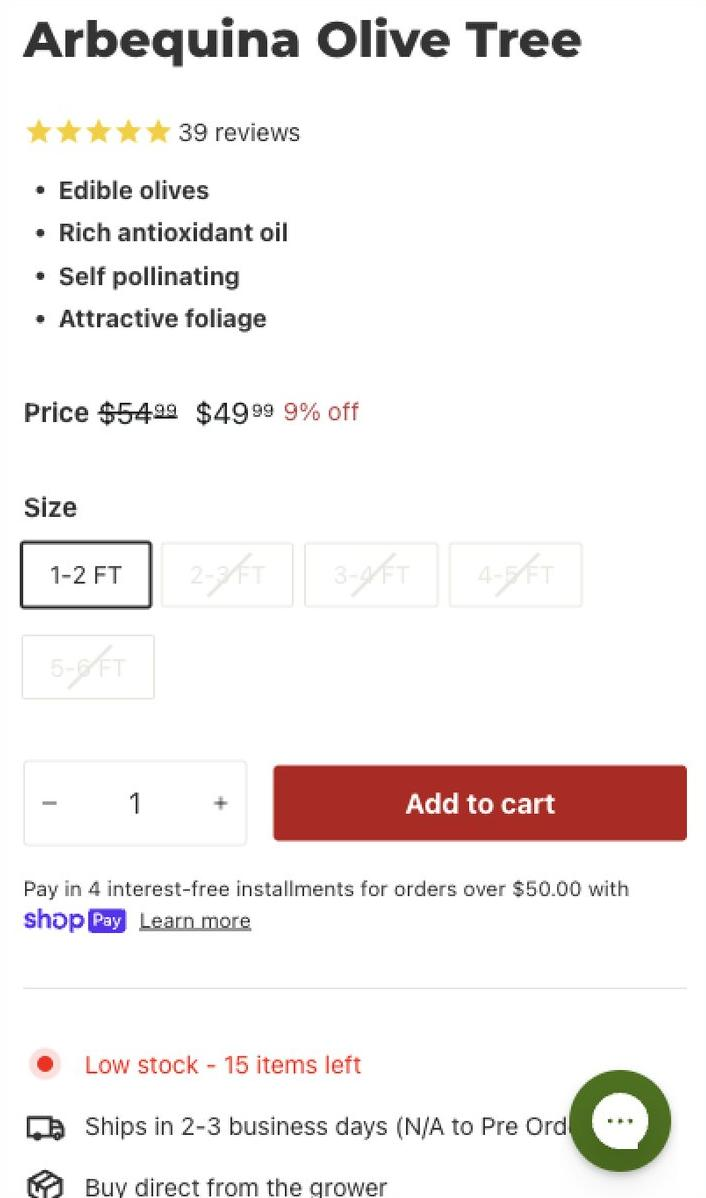 Arbequina Olive Tree
39 reviews
• Edible olives
• Rich antioxidant oil
• Self pollinating
• Attractive foliage
Price $54.99 $49.99 9% off
Size
1-2 FT 2-3 FT 3-4 FT 4-5 FT
5-6 FT
− 1 + Add to cart
Pay in 4 interest-free installments for orders over $50.00 with
shop Pay Learn more
Low stock - 15 items left
Ships in 2-3 business days (N/A to Pre Ord
Buy direct from the grower